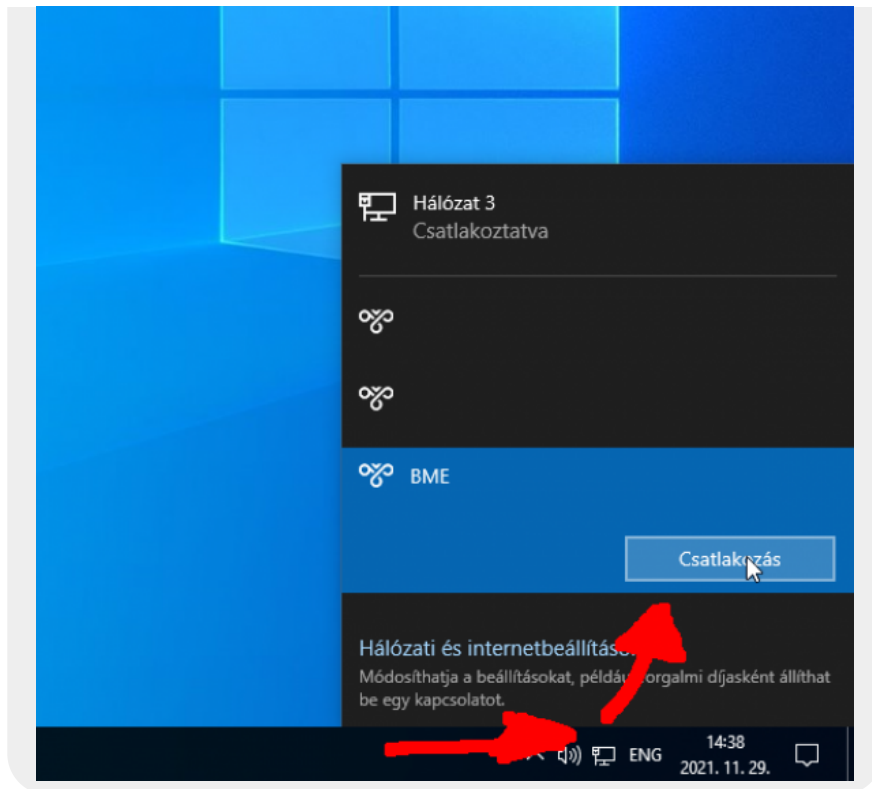 Hálózat 3
Csatlakoztatva
BME
Csatlakozás
Hálózati és internetbeállítás
Módosíthatja a beállításokat, például forgalmi díjasként állíthat
be egy kapcsolatot.
ENG
14:38
2021. 11. 29.